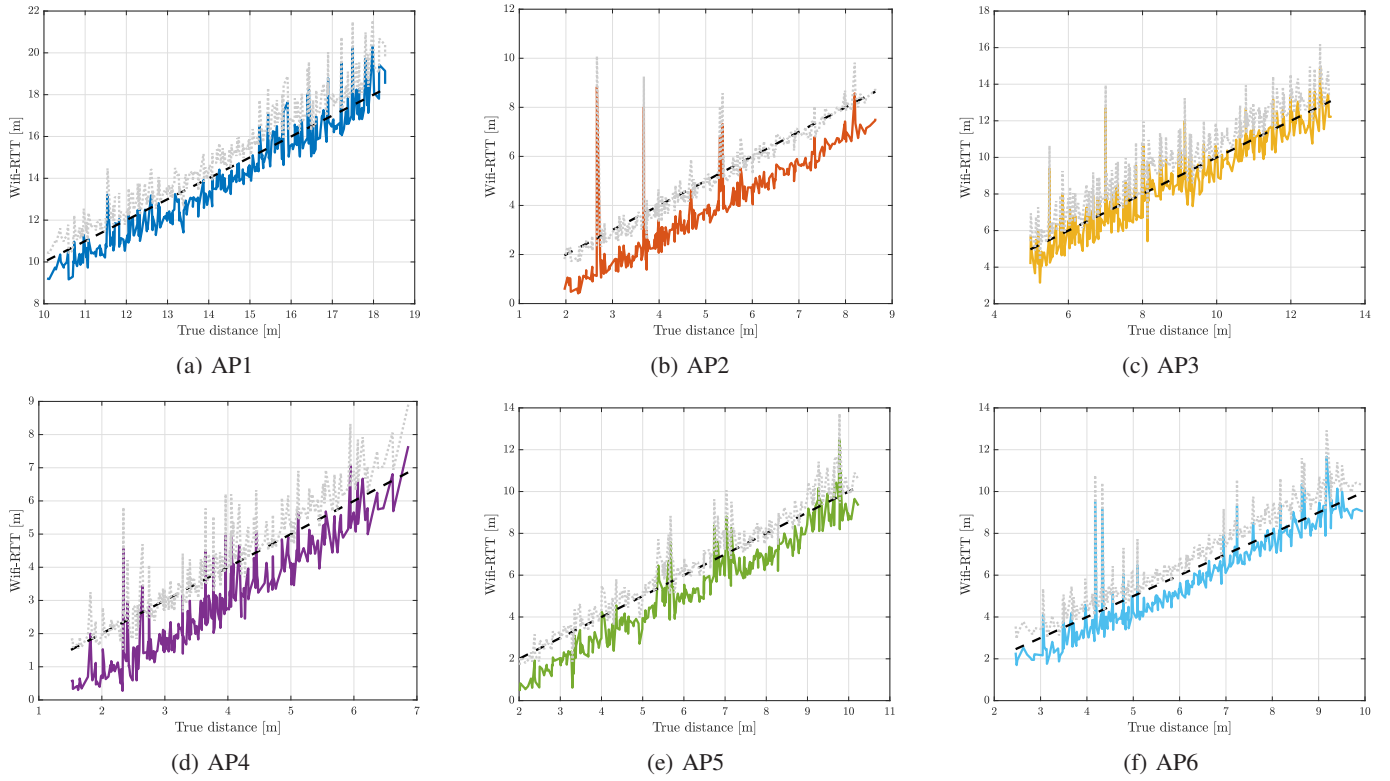 22
20
18
16
14
12
10
8
Wifi-RTT [m]
10 11 12 13 14 15 16 17 18 19
True distance [m]
(a) AP1
10
8
6
4
2
0
Wifi-RTT [m]
1 2 3 4 5 6 7 8 9
True distance [m]
(b) AP2
18
16
14
12
10
8
6
4
2
Wifi-RTT [m]
4 6 8 10 12 14
True distance [m]
(c) AP3
9
8
7
6
5
4
3
2
1
0
Wifi-RTT [m]
1 2 3 4 5 6 7
True distance [m]
(d) AP4
14
12
10
8
6
4
2
0
Wifi-RTT [m]
2 3 4 5 6 7 8 9 10 11
True distance [m]
(e) AP5
14
12
10
8
6
4
2
0
Wifi-RTT [m]
2 3 4 5 6 7 8 9 10
True distance [m]
(f) AP6